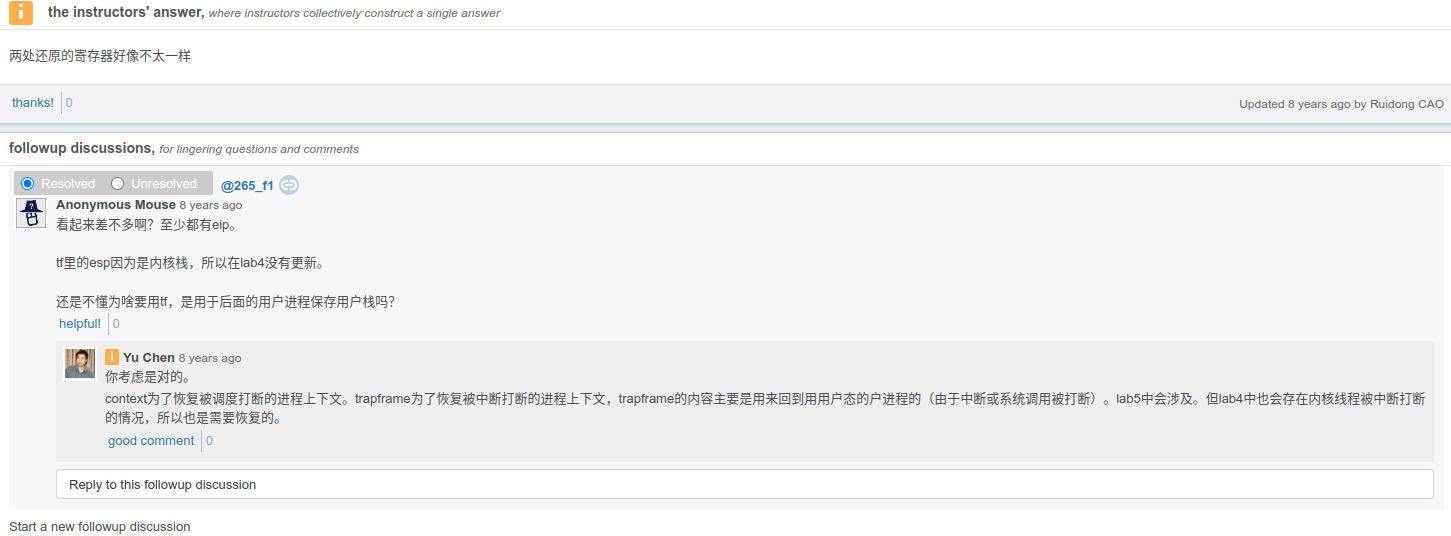 the instructors' answer, where instructors collectively construct a single answer
两处还原的寄存器好像不太一样
thanks! 0
Updated 8 years ago by Ruidong CAO
followup discussions, for lingering questions and comments
Resolved Unresolved @265_f1
Anonymous Mouse 8 years ago
看起来差不多啊？至少都有eip。
tf里的esp因为是内核栈，所以在lab4没有更新。
还是不懂为啥要用tf，是用于后面的用户进程保存用户栈吗？
helpful! 0
i Yu Chen 8 years ago
你考虑是对的。
context为了恢复被调度打断的进程上下文。trapframe为了恢复被中断打断的进程上下文，trapframe的内容主要是用来回到用用户态的户进程的（由于中断或系统调用被打断）。lab5中会涉及。但lab4中也会存在内核线程被中断打断
的情况，所以也是需要恢复的。
good comment 0
Reply to this followup discussion
Start a new followup discussion